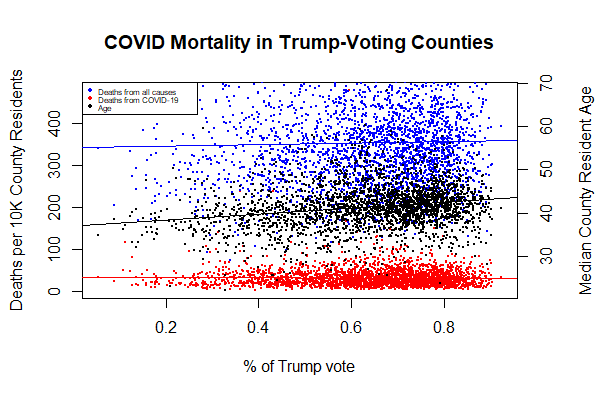 COVID Mortality in Trump-Voting Counties
Deaths from all causes
Deaths from COVID-19
Age
Deaths per 10K County Residents
0 100 200 300 400
Median County Resident Age
30 40 50 60 70
0.2 0.4 0.6 0.8
% of Trump vote